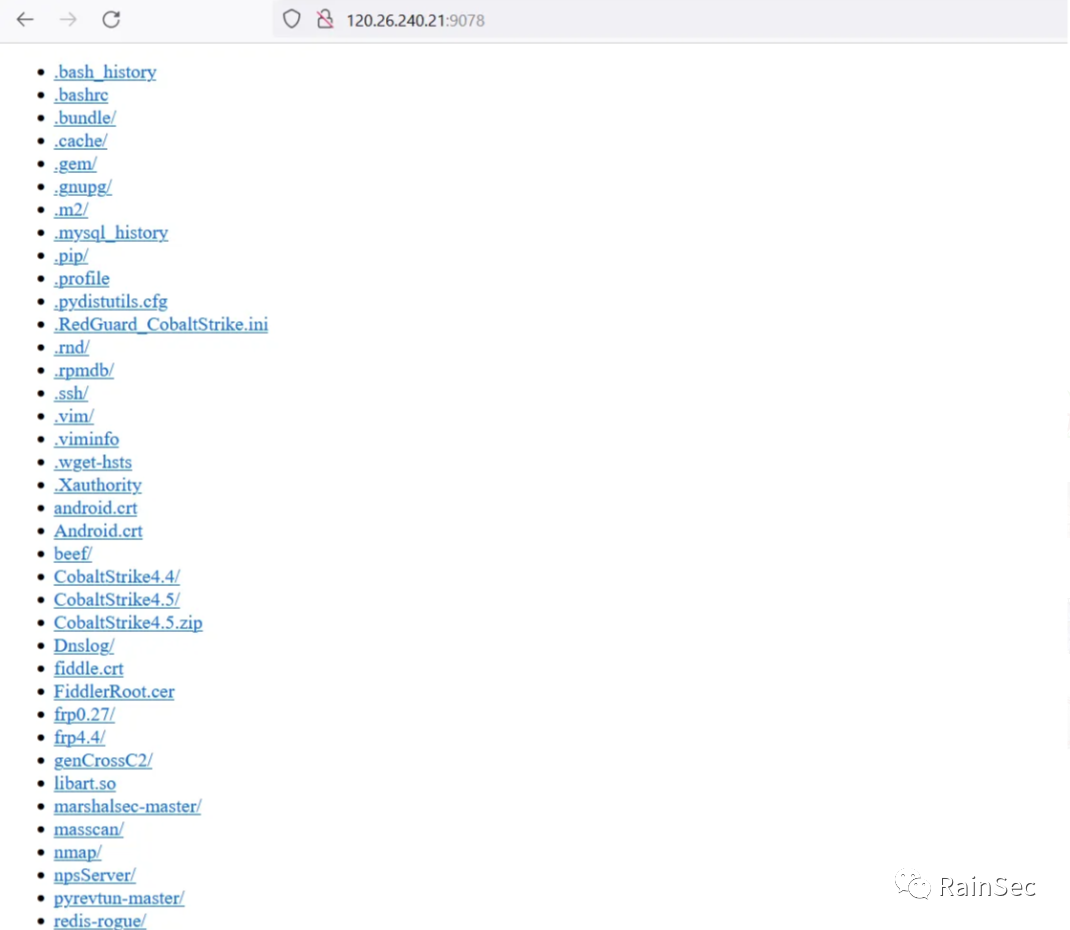 120.26.240.21:9078
.bash_history
.bashrc
.bundle/
.cache/
.gem/
.gnupg/
.m2/
.mysql_history
.pip/
.profile
.pydistutils.cfg
.RedGuard_CobaltStrike.ini
.rnd/
.rpmdb/
.ssh/
.vim/
.viminfo
.wget-hsts
.Xauthority
android.crt
Android.crt
beef/
CobaltStrike4.4/
CobaltStrike4.5/
CobaltStrike4.5.zip
Dnslog/
fiddle.crt
FiddlerRoot.cer
frp0.27/
frp4.4/
genCrossC2/
libart.so
marshalsec-master/
masscan/
nmap/
npsServer/
pyrevtun-master/
redis-rogue/
RainSec